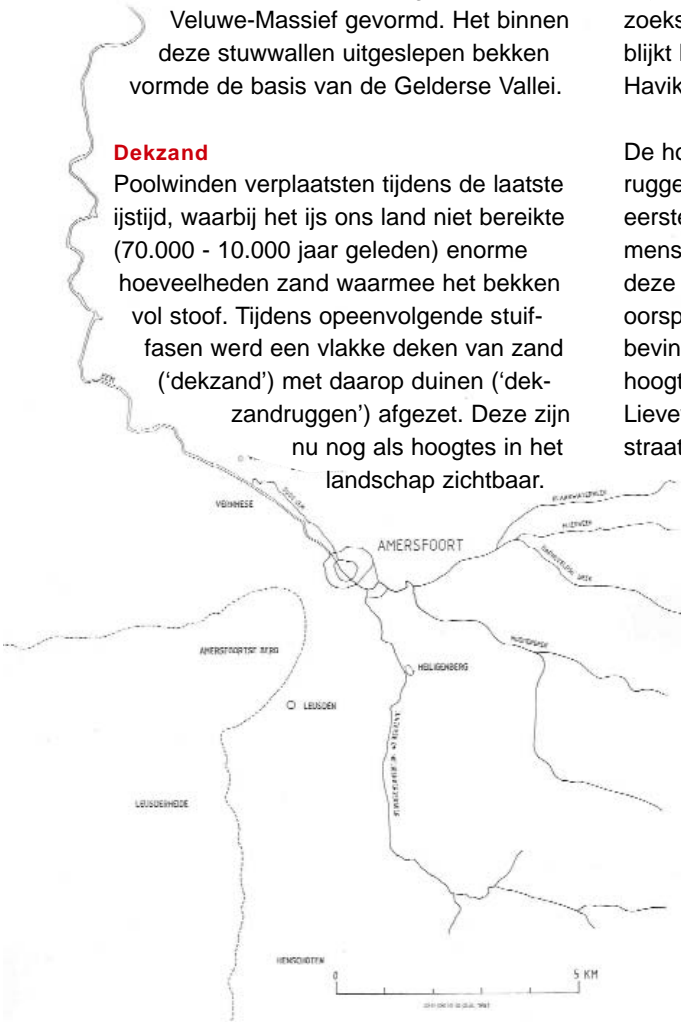 Veluwe-Massief gevormd. Het binnen
deze stuwwallen uitgeslepen bekken
vormde de basis van de Gelderse Vallei.
Dekzand
Poolwinden verplaatsten tijdens de laatste
ijstijd, waarbij het ijs ons land niet bereikte
(70.000 - 10.000 jaar geleden) enorme
hoeveelheden zand waarmee het bekken
vol stoof. Tijdens opeenvolgende stuif-
fasen werd een vlakke deken van zand
(‘dekzand’) met daarop duinen (‘dek-
zandruggen’) afgezet. Deze zijn
nu nog als hoogtes in het
landschap zichtbaar.
zoeks
blijkt
Havik
De ho
rugge
eerste
mens
deze
oorsp
bevin
hoogt
Lieve
straat
EEM
AMERSFOORT
AMERSFOORTSE BERG
HEILIGENBERG
LEUSDEN
LEUSDERHEIDE
HENSCHOTEN
0
5 KM